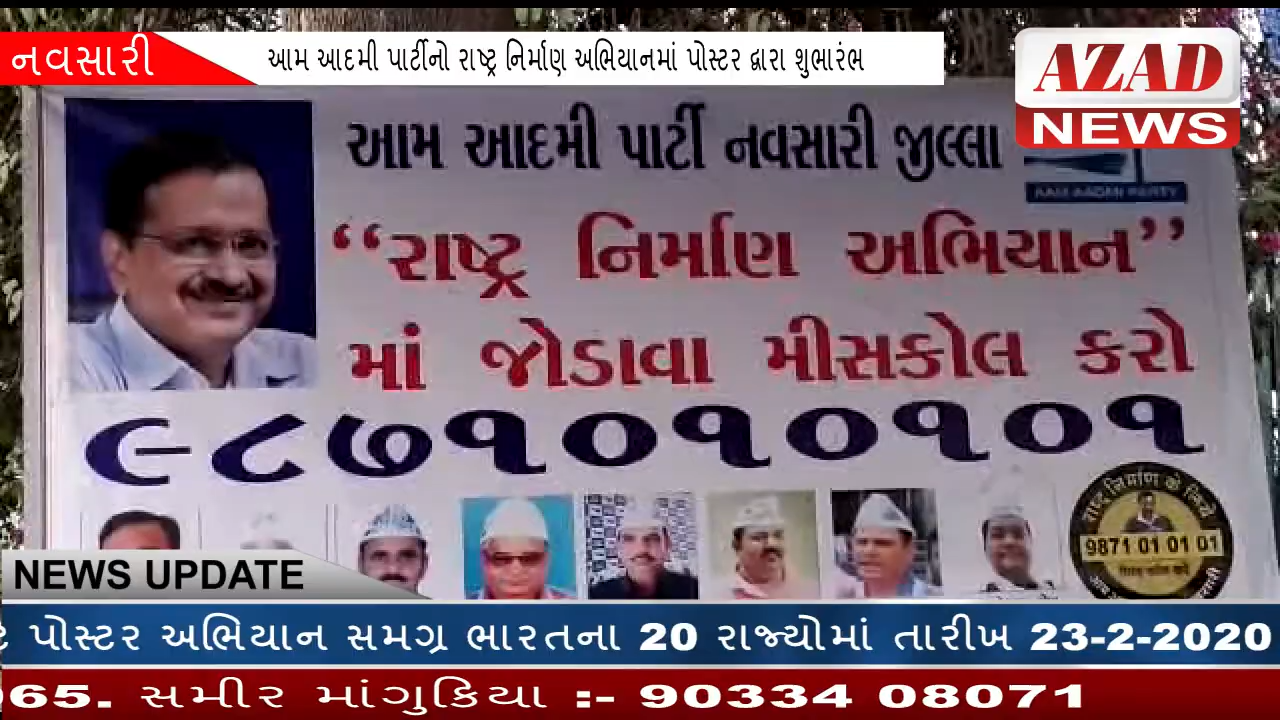 નવસારી
આમ આદમી પાર્ટીનો રાષ્ટ્ર નિર્માણ અભિયાનમાં પોસ્ટર દ્વારા શુભારંભ
AZAD
NEWS
આમ આદમી પાર્ટી નવસારી જીલ્લા
AAM AADMI PARTY
“રાષ્ટ્ર નિર્માણ અભિયાન”
માં જોડાવા મીસકોલ કરો
૯૮૭૧૦૧૦૧૦૧
राष्ट्र निर्माण के लिये
9871 01 01 01
NEWS UPDATE
પોસ્ટર અભિયાન સમગ્ર ભારતના 20 રાજ્યોમાં તારીખ 23-2-2020
065. સમીર માંગુકિયા :- 90334 08071